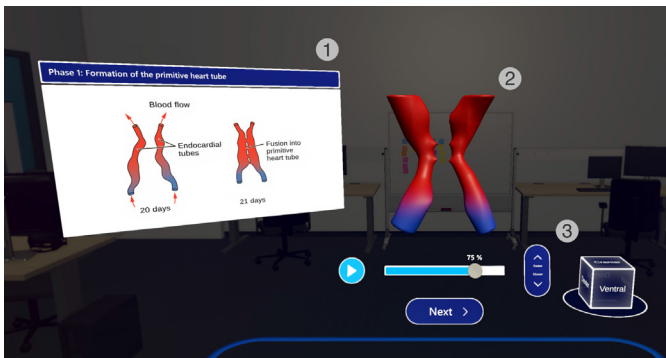 1
Phase 1: Formation of the primitive heart tube
Blood flow
Endocardial
tubes
Fusion into
primitive
heart tube
20 days
21 days
2
75 %
Next >
3
Ventral